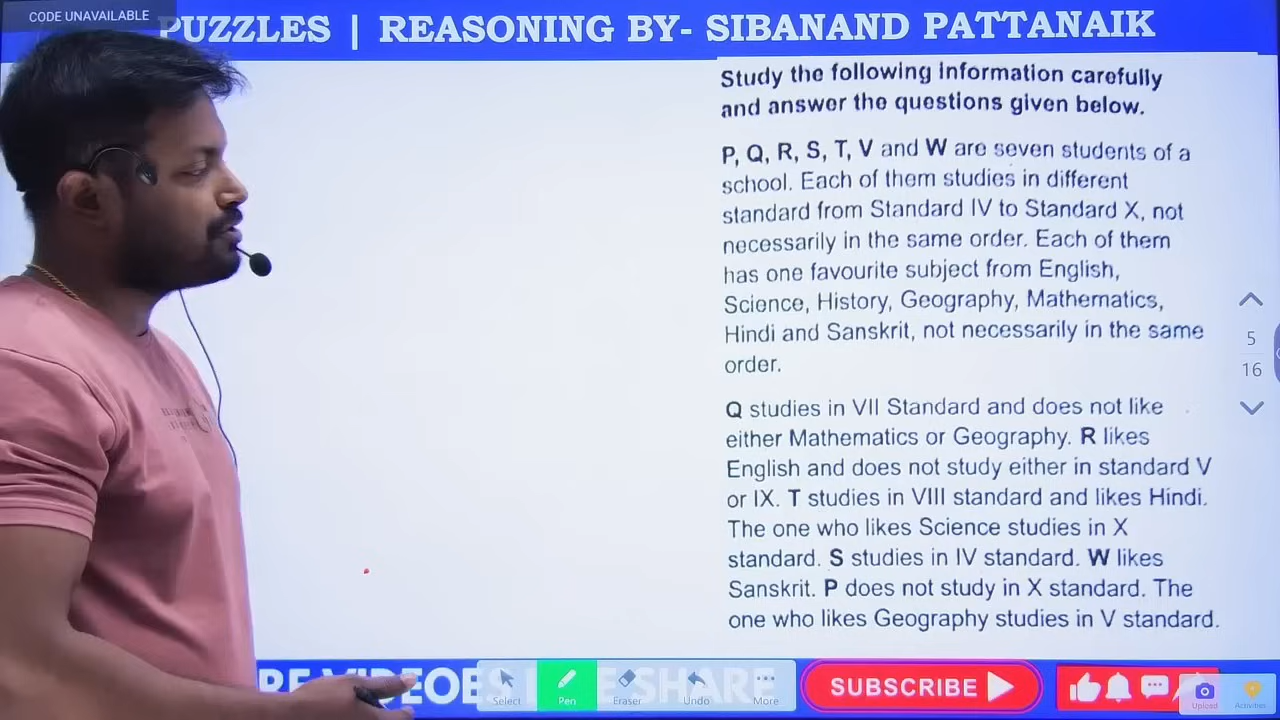 CODE UNAVAILABLE
PUZZLES | REASONING BY- SIBANAND PATTANAIK
Study the following information carefully
and answer the questions given below.
P, Q, R, S, T, V and W are seven students of a
school. Each of them studies in different
standard from Standard IV to Standard X, not
necessarily in the same order. Each of them
has one favourite subject from English,
Science, History, Geography, Mathematics,
Hindi and Sanskrit, not necessarily in the same
order.
Q studies in VII Standard and does not like
either Mathematics or Geography. R likes
English and does not study either in standard V
or IX. T studies in VIII standard and likes Hindi.
The one who likes Science studies in X
standard. S studies in IV standard. W likes
Sanskrit. P does not study in X standard. The
one who likes Geography studies in V standard.
5
16
RE VIDEOES SHARE
Select Pen Eraser Undo More
SUBSCRIBE
Upload Activities